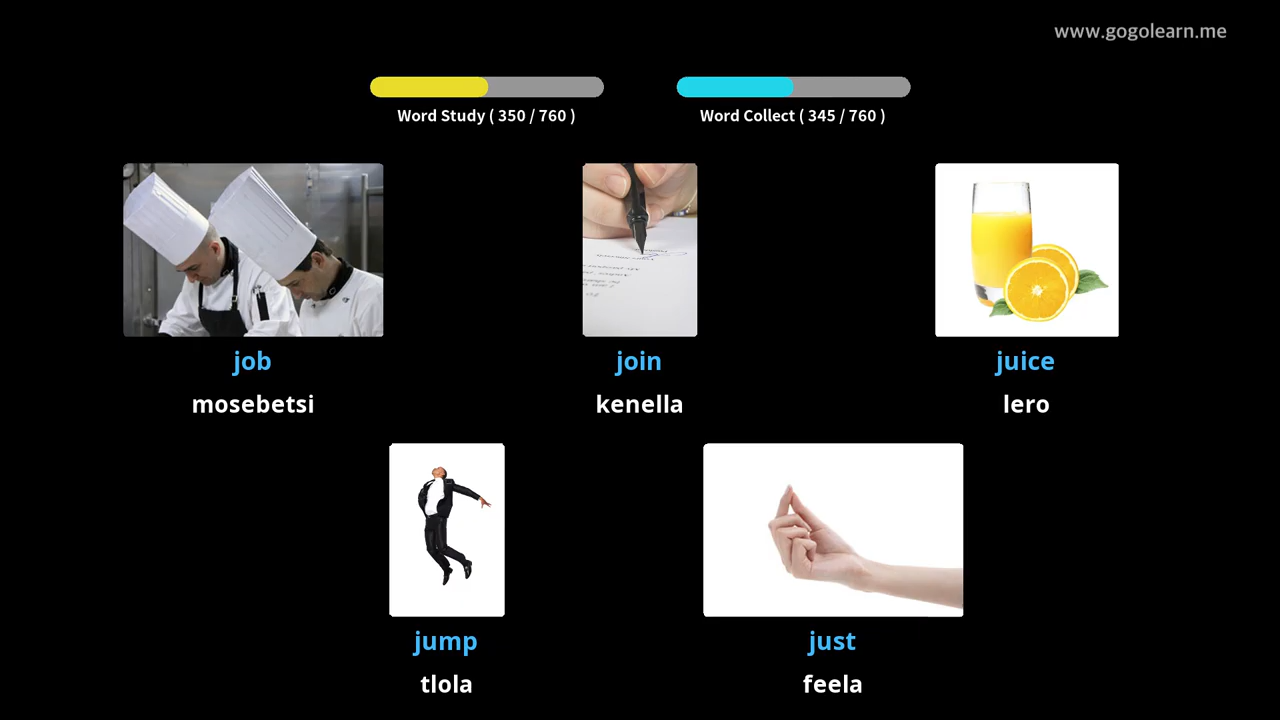 www.gogolearn.me
Word Study ( 350 / 760 )
Word Collect ( 345 / 760 )
job
mosebetsi
join
kenella
juice
lero
jump
tlola
just
feela